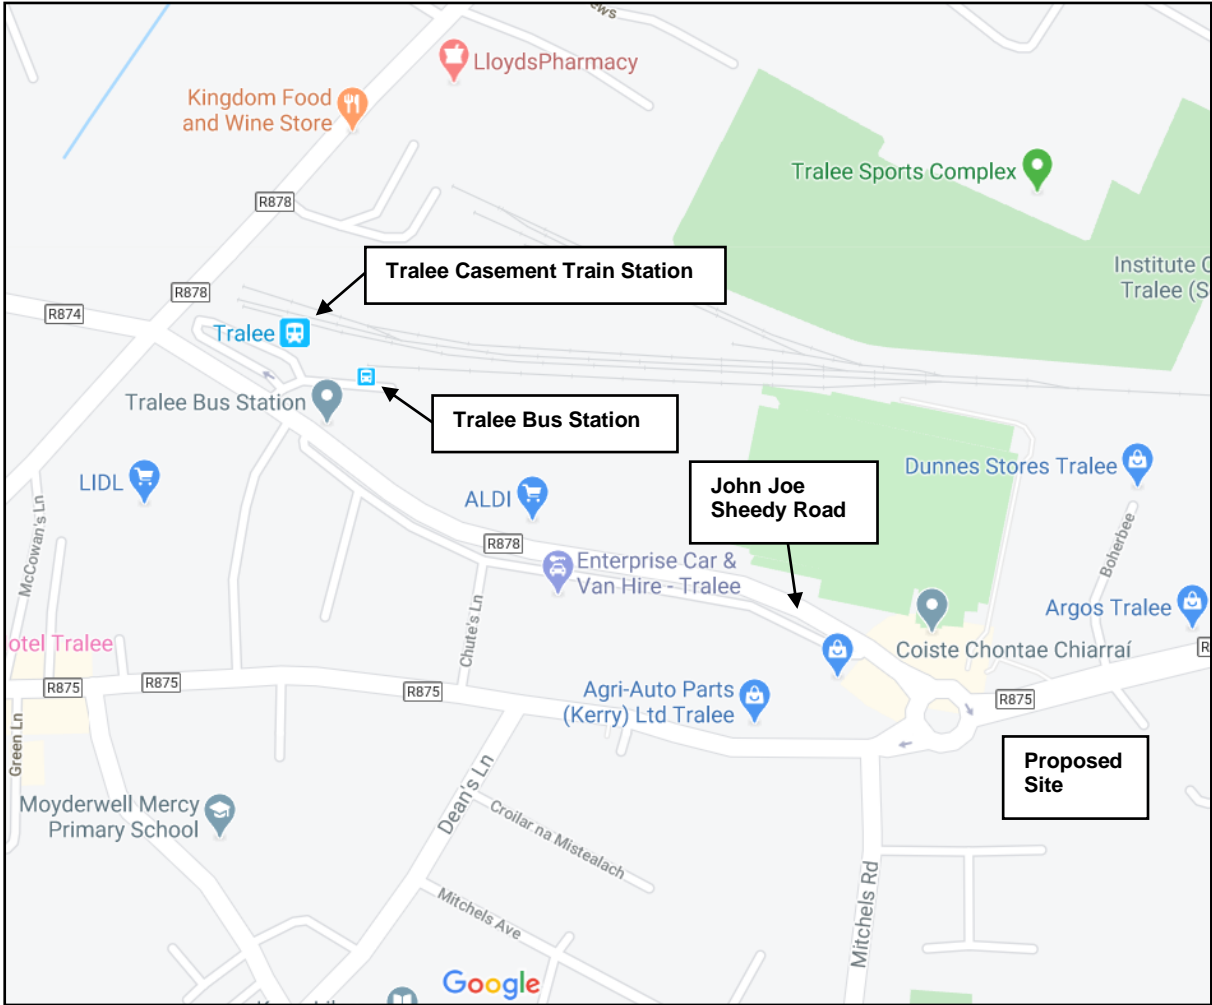 ews
LloydsPharmacy
Kingdom Food
and Wine Store
Tralee Sports Complex
R878
Tralee Casement Train Station
Institute
Tralee (S
R878
R874
Tralee
Tralee Bus Station
Tralee Bus Station
LIDL
ALDI
John Joe
Sheedy Road
Dunnes Stores Tralee
McCowan's Ln
R878
Enterprise Car &
Van Hire - Tralee
Boherbee
Argos Tralee
Chute's Ln
otel Tralee
Coiste Chontae Chiarraí
R
R875
R875
R875
Agri-Auto Parts
(Kerry) Ltd Tralee
R875
Green Ln
Proposed
Site
Dean's Ln
Moyderwell Mercy
Primary School
Croilar na Mistealach
Mitchels Ave
Mitchels Rd
Google